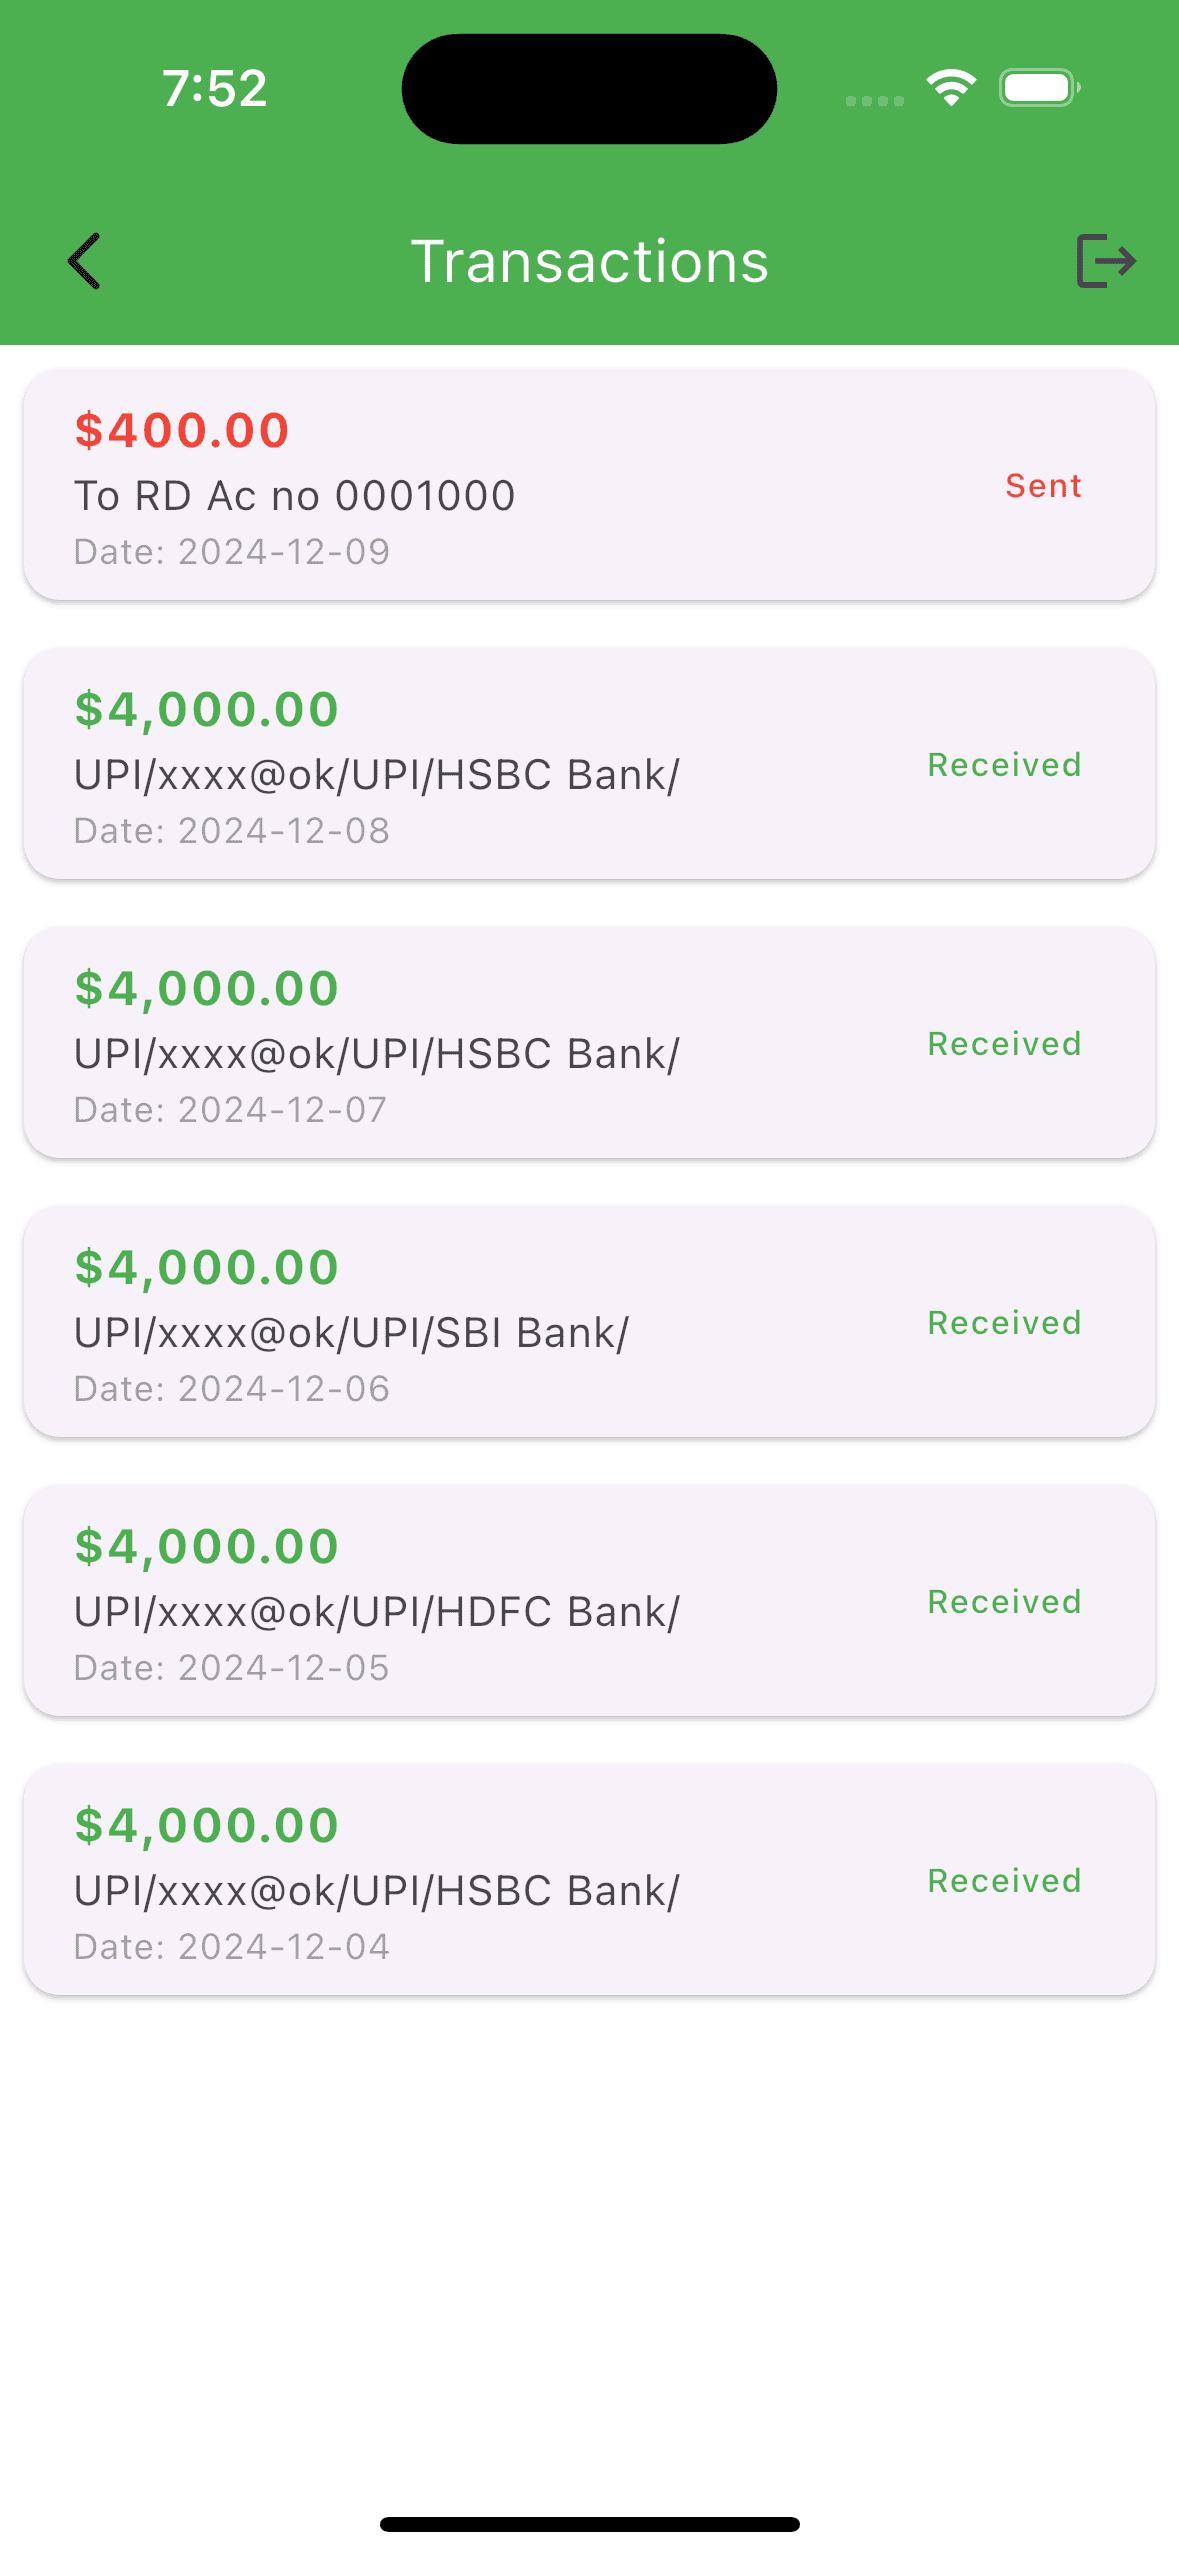 7:52
Transactions
$400.00
To RD Ac no 0001000
Sent
Date: 2024-12-09
$4,000.00
UPI/xxxx@ok/UPI/HSBC Bank/
Received
Date: 2024-12-08
$4,000.00
UPI/xxxx@ok/UPI/HSBC Bank/
Received
Date: 2024-12-07
$4,000.00
UPI/xxxx@ok/UPI/SBI Bank/
Received
Date: 2024-12-06
$4,000.00
UPI/xxxx@ok/UPI/HDFC Bank/
Received
Date: 2024-12-05
$4,000.00
UPI/xxxx@ok/UPI/HSBC Bank/
Received
Date: 2024-12-04